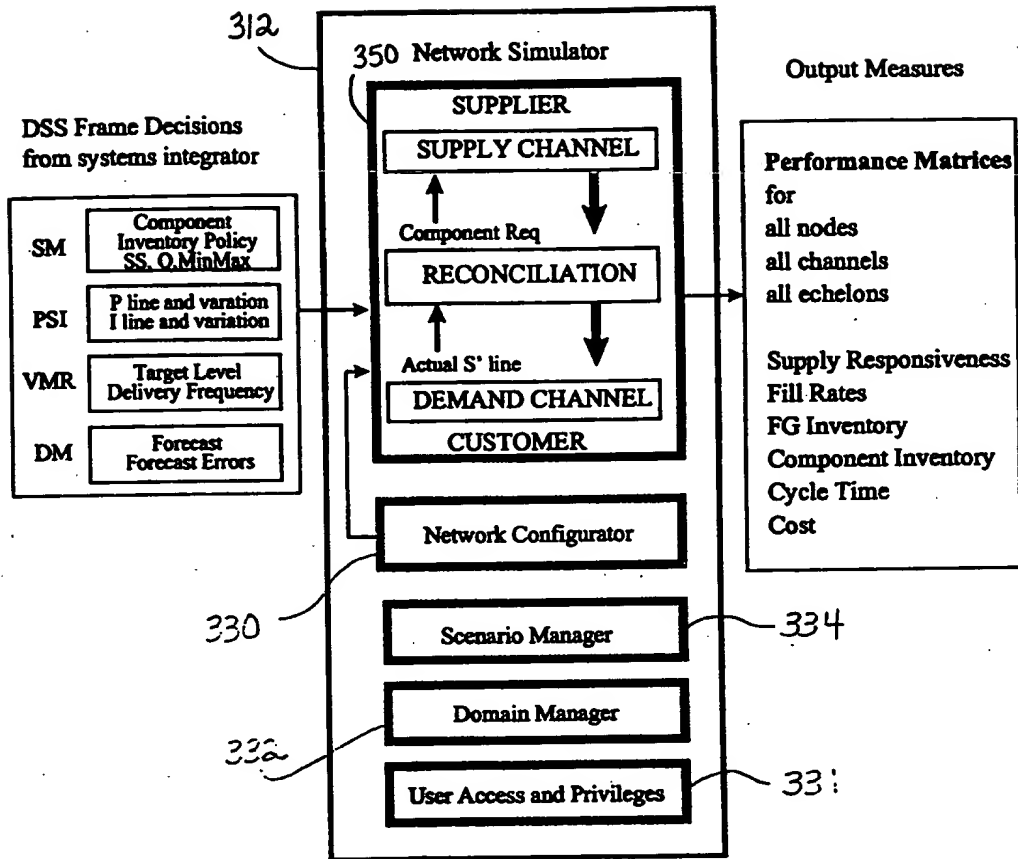 312
Network Simulator
350
SUPPLIER
SUPPLY CHANNEL
Component Req
RECONCILIATION
Actual S' line
DEMAND CHANNEL
CUSTOMER
Network Configurator
330
Scenario Manager
334
Domain Manager
332
User Access and Privileges
331
DSS Frame Decisions
from systems integrator
SM
Component
Inventory Policy
SS, Q,MinMax
PSI
P line and varation
I line and variation
VMR
Target Level
Delivery Frequency
DM
Forecast
Forecast Errors
Output Measures
Performance Matrices
for
all nodes
all channels
all echelons
Supply Responsiveness
Fill Rates
FG Inventory
Component Inventory
Cycle Time
Cost